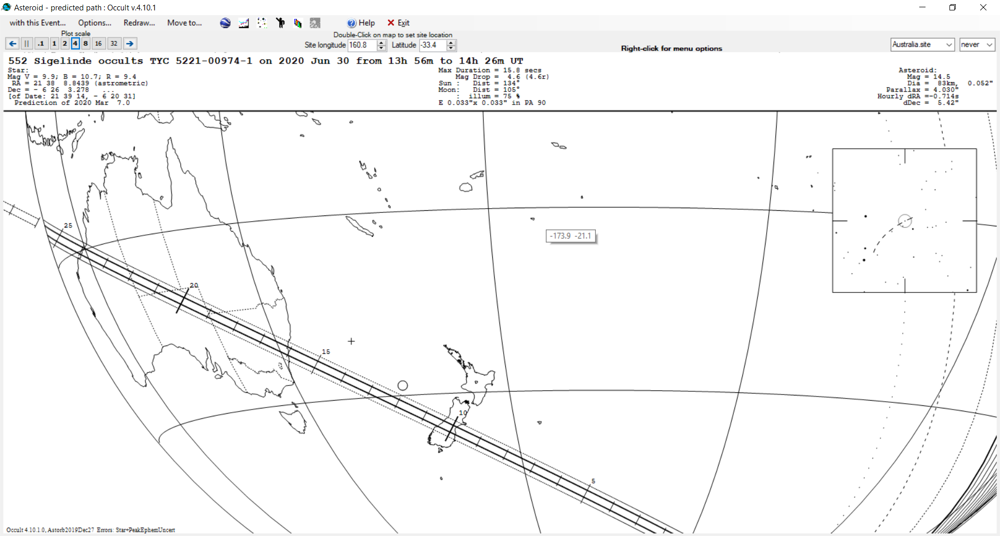 Asteroid - predicted path : Occult v.4.10.1
with this Event... Options... Redraw... Move to... Help Exit
Plot scale
Double-Click on map to set site location
.1 1 2 4 8 16 32
Site longitude 160.8 Latitude -33.4
Right-click for menu options
Australia.site never
552 Sigelinde occults TYC 5221-00974-1 on 2020 Jun 30 from 13h 56m to 14h 26m UT
Star:
Mag V = 9.9; B = 10.7; R = 9.4
RA = 21 38 8.8439 (astrometric)
Dec = - 6 26 3.278 ...
[of Date: 21 39 14, - 6 20 31]
Prediction of 2020 Mar 7.0
Max Duration = 15.8 secs
Mag Drop = 4.6 (4.6r)
Sun : Dist = 134°
Moon: Dist = 105°
: illum = 75 %
E 0.033"x 0.033" in PA 90
Asteroid:
Mag = 14.5
Dia = 83km, 0.052"
Parallax = 4.030"
Hourly dRA =-0.714s
dDec = 5.42"
25
-173.9 -21.1
20
15
10
5
Occult 4.10.1.0, Astorb2019Dec27 Errors: Star+PeakEphemUncert